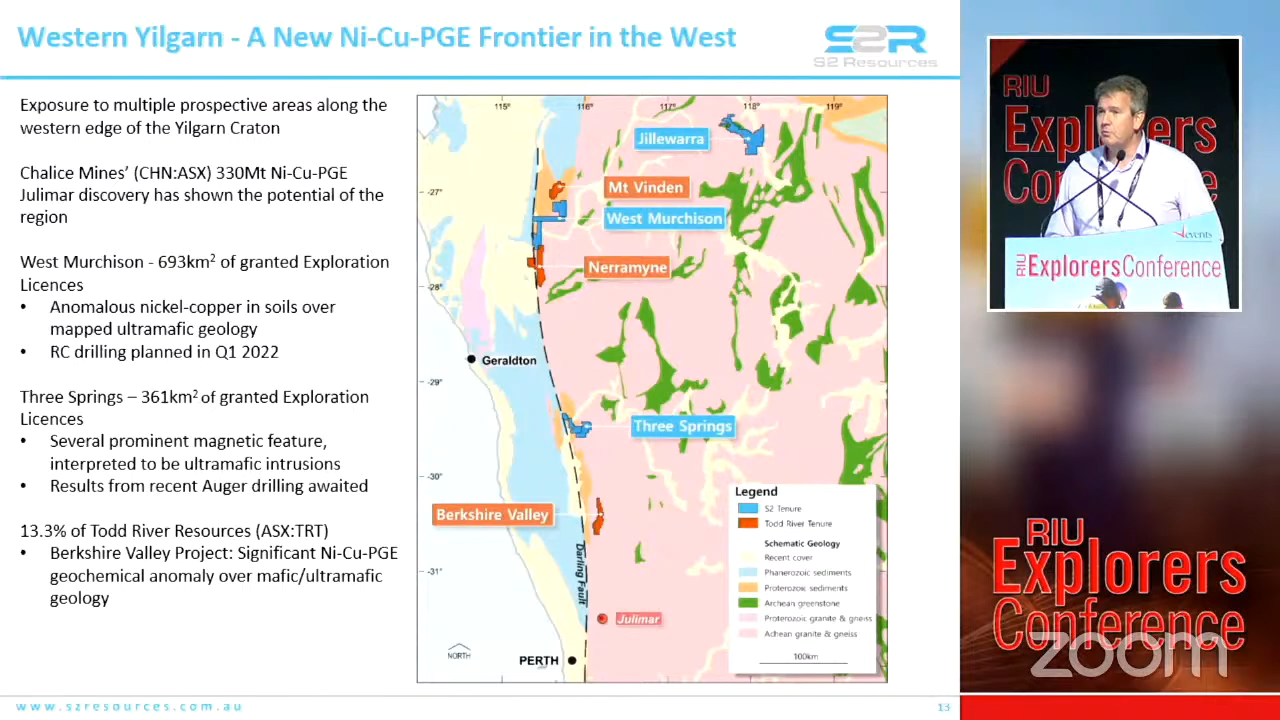 Western Yilgarn - A New Ni-Cu-PGE Frontier in the West
S2R
S2 Resources
Exposure to multiple prospective areas along the
western edge of the Yilgarn Craton
Chalice Mines' (CHN:ASX) 330Mt Ni-Cu-PGE
Julimar discovery has shown the potential of the
region
West Murchison - 693km² of granted Exploration
Licences
• Anomalous nickel-copper in soils over
mapped ultramafic geology
• RC drilling planned in Q1 2022
Three Springs – 361km² of granted Exploration
Licences
• Several prominent magnetic feature,
interpreted to be ultramafic intrusions
• Results from recent Auger drilling awaited
13.3% of Todd River Resources (ASX:TRT)
• Berkshire Valley Project: Significant Ni-Cu-PGE
geochemical anomaly over mafic/ultramafic
geology
115° 116° 117° 118° 119°
Jillewarra
-27°
Mt Vinden
West Murchison
Nerramyne
-28°
Geraldton
-29°
Three Springs
-30°
Berkshire Valley
Darling Fault
-31°
Julimar
PERTH
NORTH
Legend
S2 Tenure
Todd River Tenure
Schematic Geology
Recent cover
Phanerozoic sediments
Proterozoic sediments
Archean greenstone
Proterozoic granite & gneiss
Achean granite & gneiss
100km
www.s2resources.com.au
13
RIU
Explorers
Conference
events
RIU ExplorersConference
RIU
Explorers
Conference
zoom